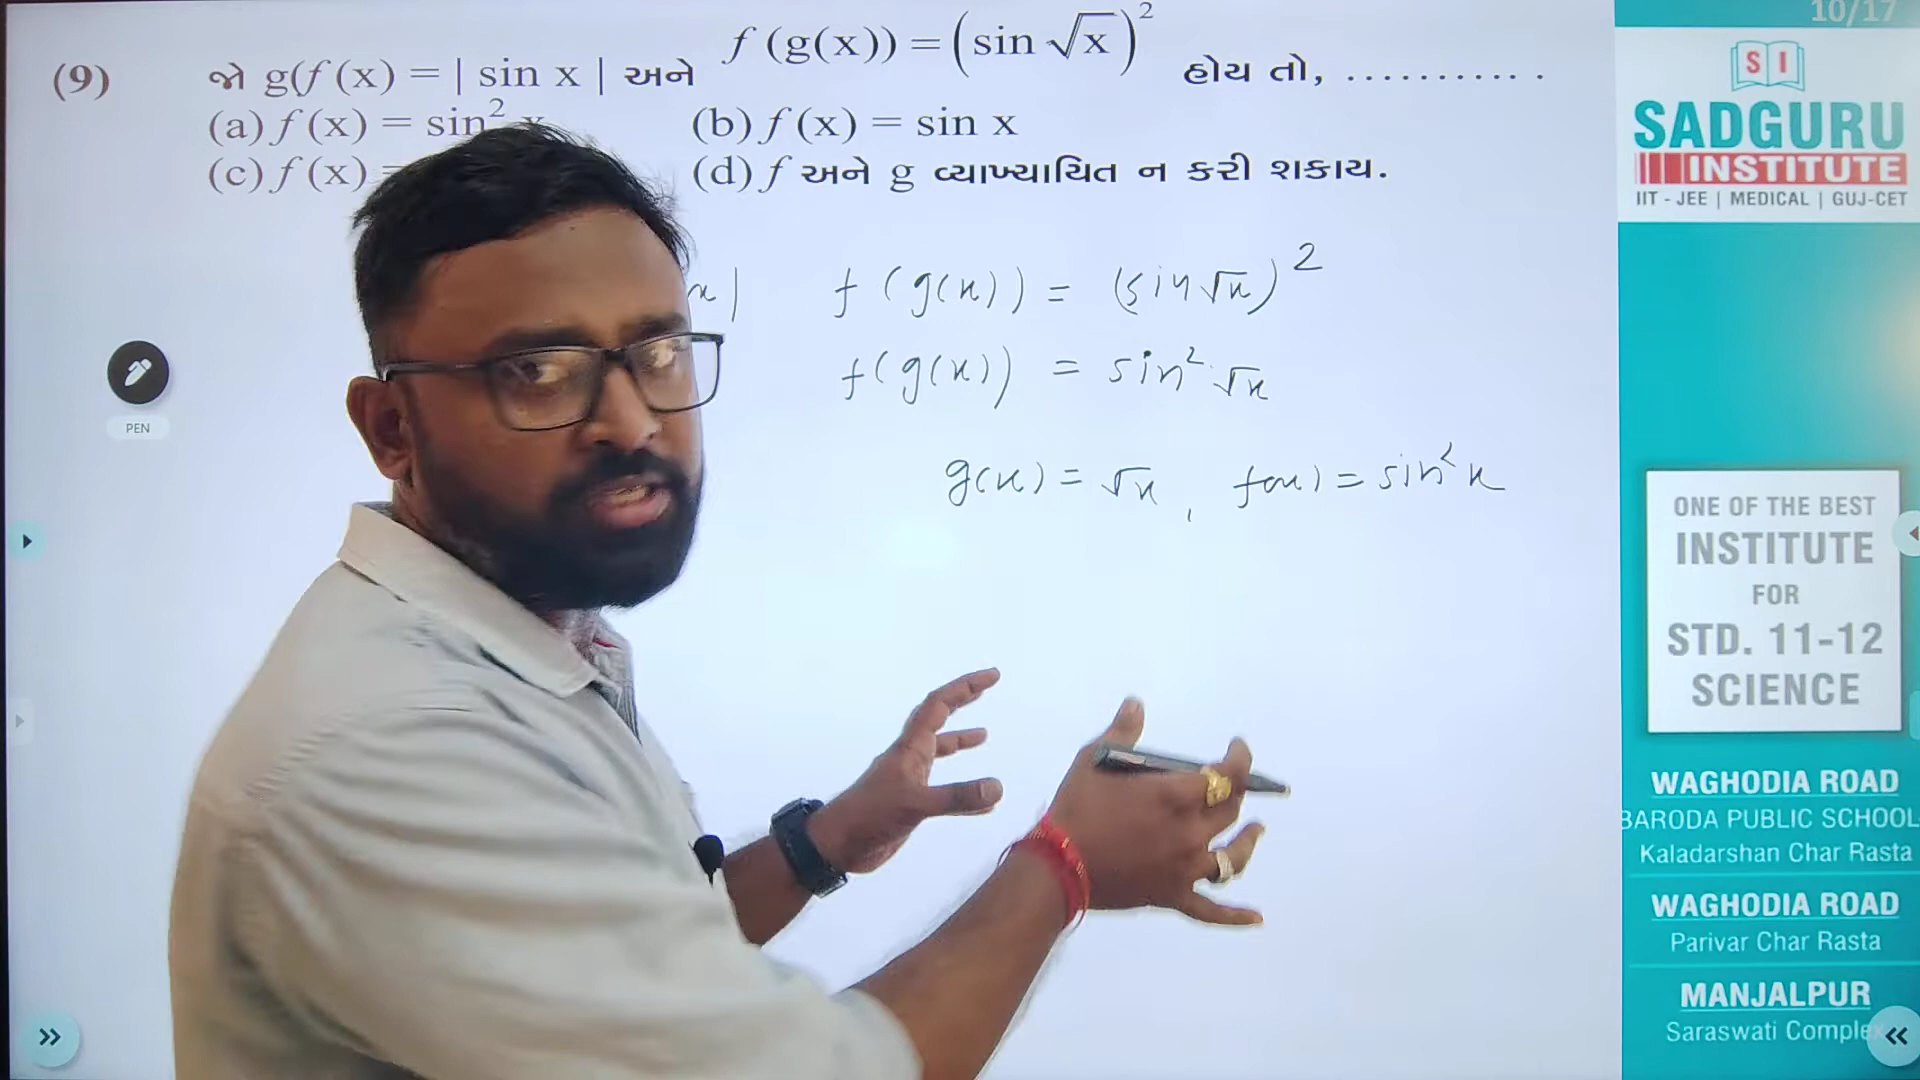 (9) જો g(f (x) = | sin x | અને f (g(x)) = (sin √x)² હોય તો, ...........
(a) f (x) = sin² x (b) f (x) = sin x
(c) f (x) = (d) f અને g વ્યાખ્યાયિત ન કરી શકાય.
x | f (g(x)) = (sin √x)²
f(g(x)) = sin² √x
g(x) = √x , f(x) = sin² x
PEN
10/17
S I
SADGURU
INSTITUTE
IIT - JEE | MEDICAL | GUJ-CET
ONE OF THE BEST
INSTITUTE
FOR
STD. 11-12
SCIENCE
WAGHODIA ROAD
BARODA PUBLIC SCHOOL
Kaladarshan Char Rasta
WAGHODIA ROAD
Parivar Char Rasta
MANJALPUR
Saraswati Comple